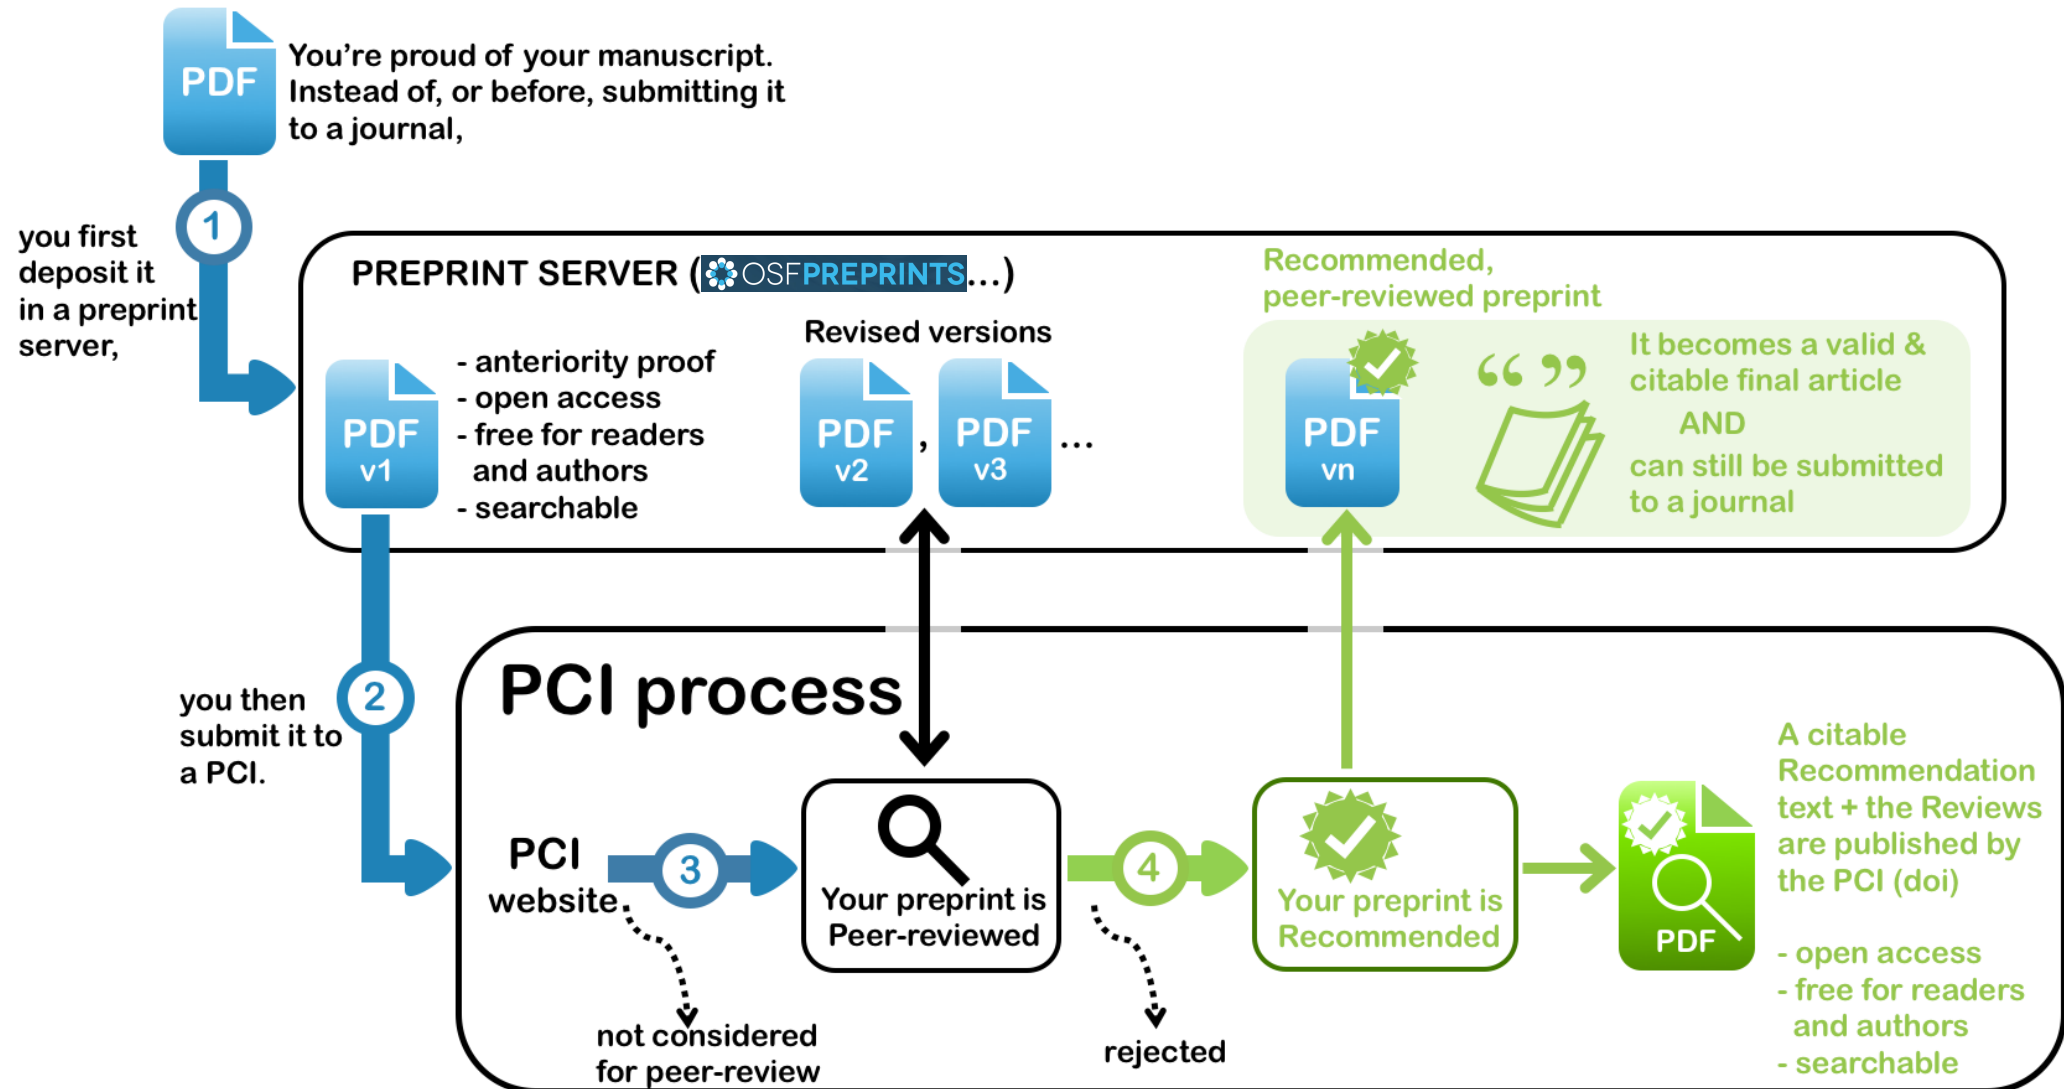 PDF
You're proud of your manuscript.
Instead of, or before, submitting it
to a journal,
1
you first
deposit it
in a preprint
server,
PREPRINT SERVER (OSFPREPRINTS...)
PDF
v1
- anteriority proof
- open access
- free for readers
and authors
- searchable
Revised versions
PDF
v2
,
PDF
v3
...
Recommended,
peer-reviewed preprint
PDF
vn
“ ”
It becomes a valid &
citable final article
AND
can still be submitted
to a journal
2
you then
submit it to
a PCI.
PCI process
PCI
website
3
not considered
for peer-review
Your preprint is
Peer-reviewed
4
rejected
Your preprint is
Recommended
PDF
A citable
Recommendation
text + the Reviews
are published by
the PCI (doi)
- open access
- free for readers
and authors
- searchable